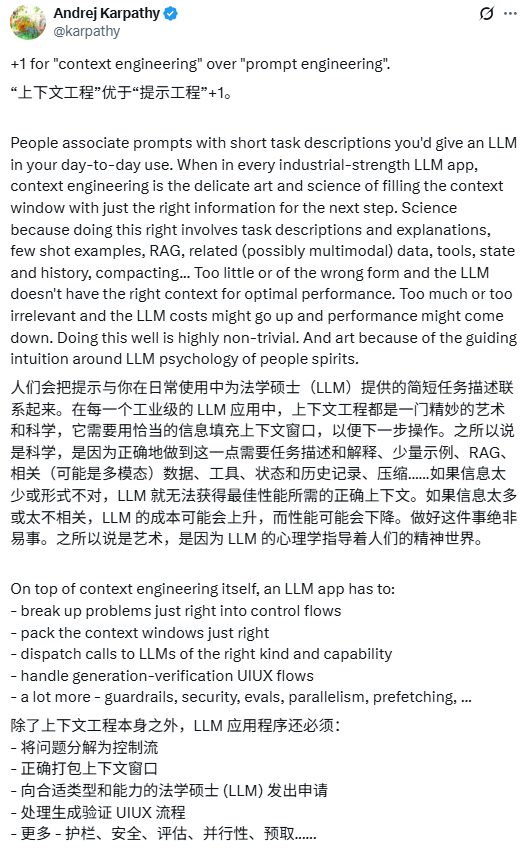 Andrej Karpathy
@karpathy
+1 for "context engineering" over "prompt engineering".
“上下文工程”优于“提示工程”+1。
People associate prompts with short task descriptions you'd give an LLM
in your day-to-day use. When in every industrial-strength LLM app,
context engineering is the delicate art and science of filling the context
window with just the right information for the next step. Science
because doing this right involves task descriptions and explanations,
few shot examples, RAG, related (possibly multimodal) data, tools, state
and history, compacting... Too little or of the wrong form and the LLM
doesn't have the right context for optimal performance. Too much or too
irrelevant and the LLM costs might go up and performance might come
down. Doing this well is highly non-trivial. And art because of the guiding
intuition around LLM psychology of people spirits.
人们会把提示与你在日常使用中为法学硕士（LLM）提供的简短任务描述联
系起来。在每一个工业级的 LLM 应用中，上下文工程都是一门精妙的艺术
和科学，它需要用恰当的信息填充上下文窗口，以便下一步操作。之所以说
是科学，是因为正确地做到这一点需要任务描述和解释、少量示例、RAG、
相关（可能是多模态）数据、工具、状态和历史记录、压缩……如果信息太
少或形式不对，LLM 就无法获得最佳性能所需的正确上下文。如果信息太多
或太不相关，LLM 的成本可能会上升，而性能可能会下降。做好这件事绝非
易事。之所以说是艺术，是因为 LLM 的心理学指导着人们的精神世界。
On top of context engineering itself, an LLM app has to:
- break up problems just right into control flows
- pack the context windows just right
- dispatch calls to LLMs of the right kind and capability
- handle generation-verification UIUX flows
- a lot more - guardrails, security, evals, parallelism, prefetching, ...
除了上下文工程本身之外，LLM 应用程序还必须：
- 将问题分解为控制流
- 正确打包上下文窗口
- 向合适类型和能力的法学硕士 (LLM) 发出申请
- 处理生成验证 UIUX 流程
- 更多 - 护栏、安全、评估、并行性、预取……